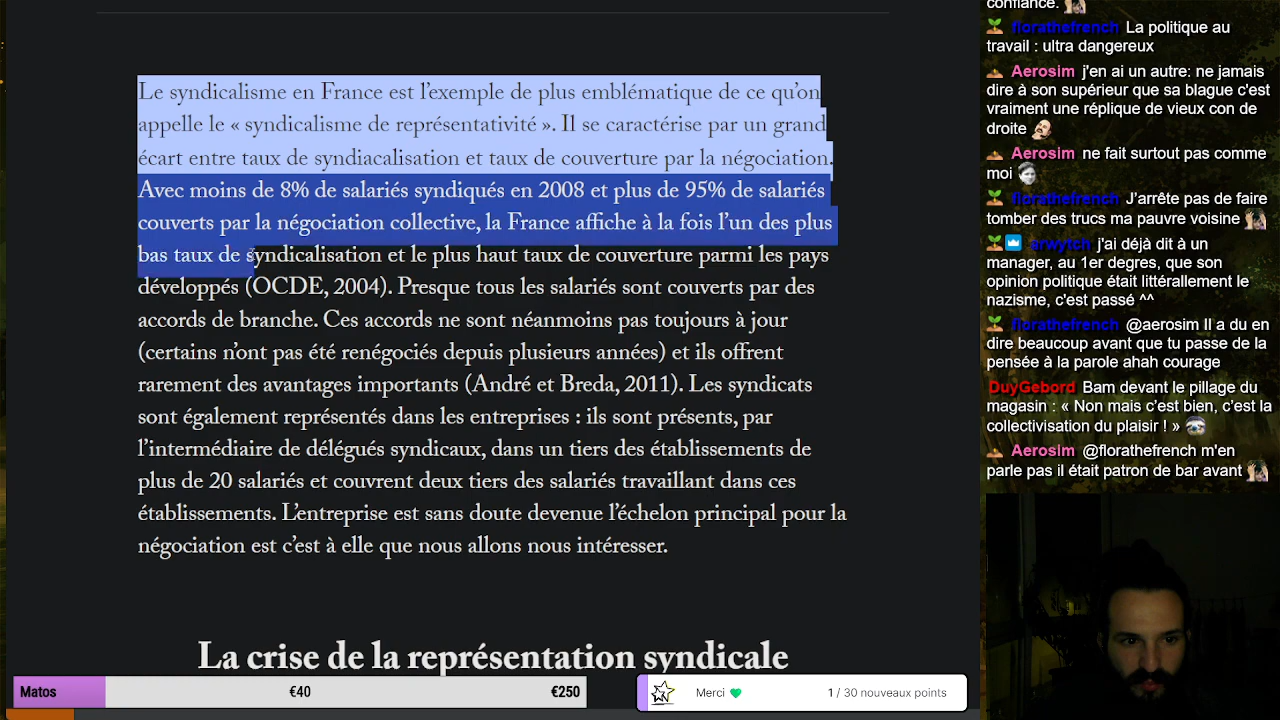 Le syndicalisme en France est l'exemple de plus emblématique de ce qu'on
appelle le « syndicalisme de représentativité ». Il se caractérise par un grand
écart entre taux de syndiacalisation et taux de couverture par la négociation.
Avec moins de 8% de salariés syndiqués en 2008 et plus de 95% de salariés
couverts par la négociation collective, la France affiche à la fois l'un des plus
bas taux de syndicalisation et le plus haut taux de couverture parmi les pays
développés (OCDE, 2004). Presque tous les salariés sont couverts par des
accords de branche. Ces accords ne sont néanmoins pas toujours à jour
(certains n'ont pas été renégociés depuis plusieurs années) et ils offrent
rarement des avantages importants (André et Breda, 2011). Les syndicats
sont également représentés dans les entreprises : ils sont présents, par
l'intermédiaire de délégués syndicaux, dans un tiers des établissements de
plus de 20 salariés et couvrent deux tiers des salariés travaillant dans ces
établissements. L'entreprise est sans doute devenue l'échelon principal pour la
négociation est c'est à elle que nous allons nous intéresser.
La crise de la représentation syndicale
Matos €40 €250
Merci 1 / 30 nouveaux points
confiance.
florathefrench La politique au
travail : ultra dangereux
Aerosim j'en ai un autre: ne jamais
dire à son supérieur que sa blague c'est
vraiment une réplique de vieux con de
droite
Aerosim ne fait surtout pas comme
moi
florathefrench J'arrête pas de faire
tomber des trucs ma pauvre voisine
arwytch j'ai déjà dit à un
manager, au 1er degres, que son
opinion politique était littérallement le
nazisme, c'est passé ^^
florathefrench @aerosim Il a du en
dire beaucoup avant que tu passe de la
pensée à la parole ahah courage
DuyGebord Bam devant le pillage du
magasin : « Non mais c'est bien, c'est la
collectivisation du plaisir ! »
Aerosim @florathefrench m'en
parle pas il était patron de bar avant